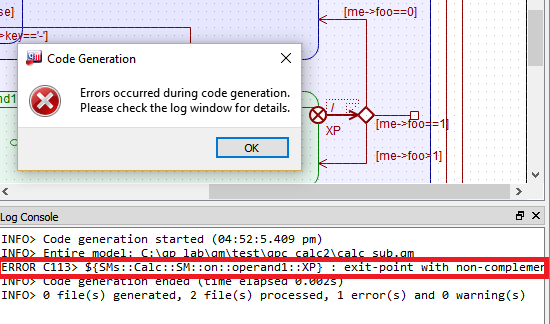 se]
>key=='-']
[me->foo==0]
Code Generation
Errors occurred during code generation.
Please check the log window for details.
OK
nd1
/
XP
[me->foo==1]
[me->foo>1]
Log Console
INFO> Code generation started (04:52:5.409 pm)
INFO> Entire model: C:\qp_lab\qm\test\qpc_calc2\calc_sub.qm
ERROR C113> ${SMs::Calc::SM::on::operand1::XP} : exit-point with non-complemen
INFO> Code generation ended (time elapsed 0.002s)
INFO> 0 file(s) generated, 2 file(s) processed, 1 error(s) and 0 warning(s)